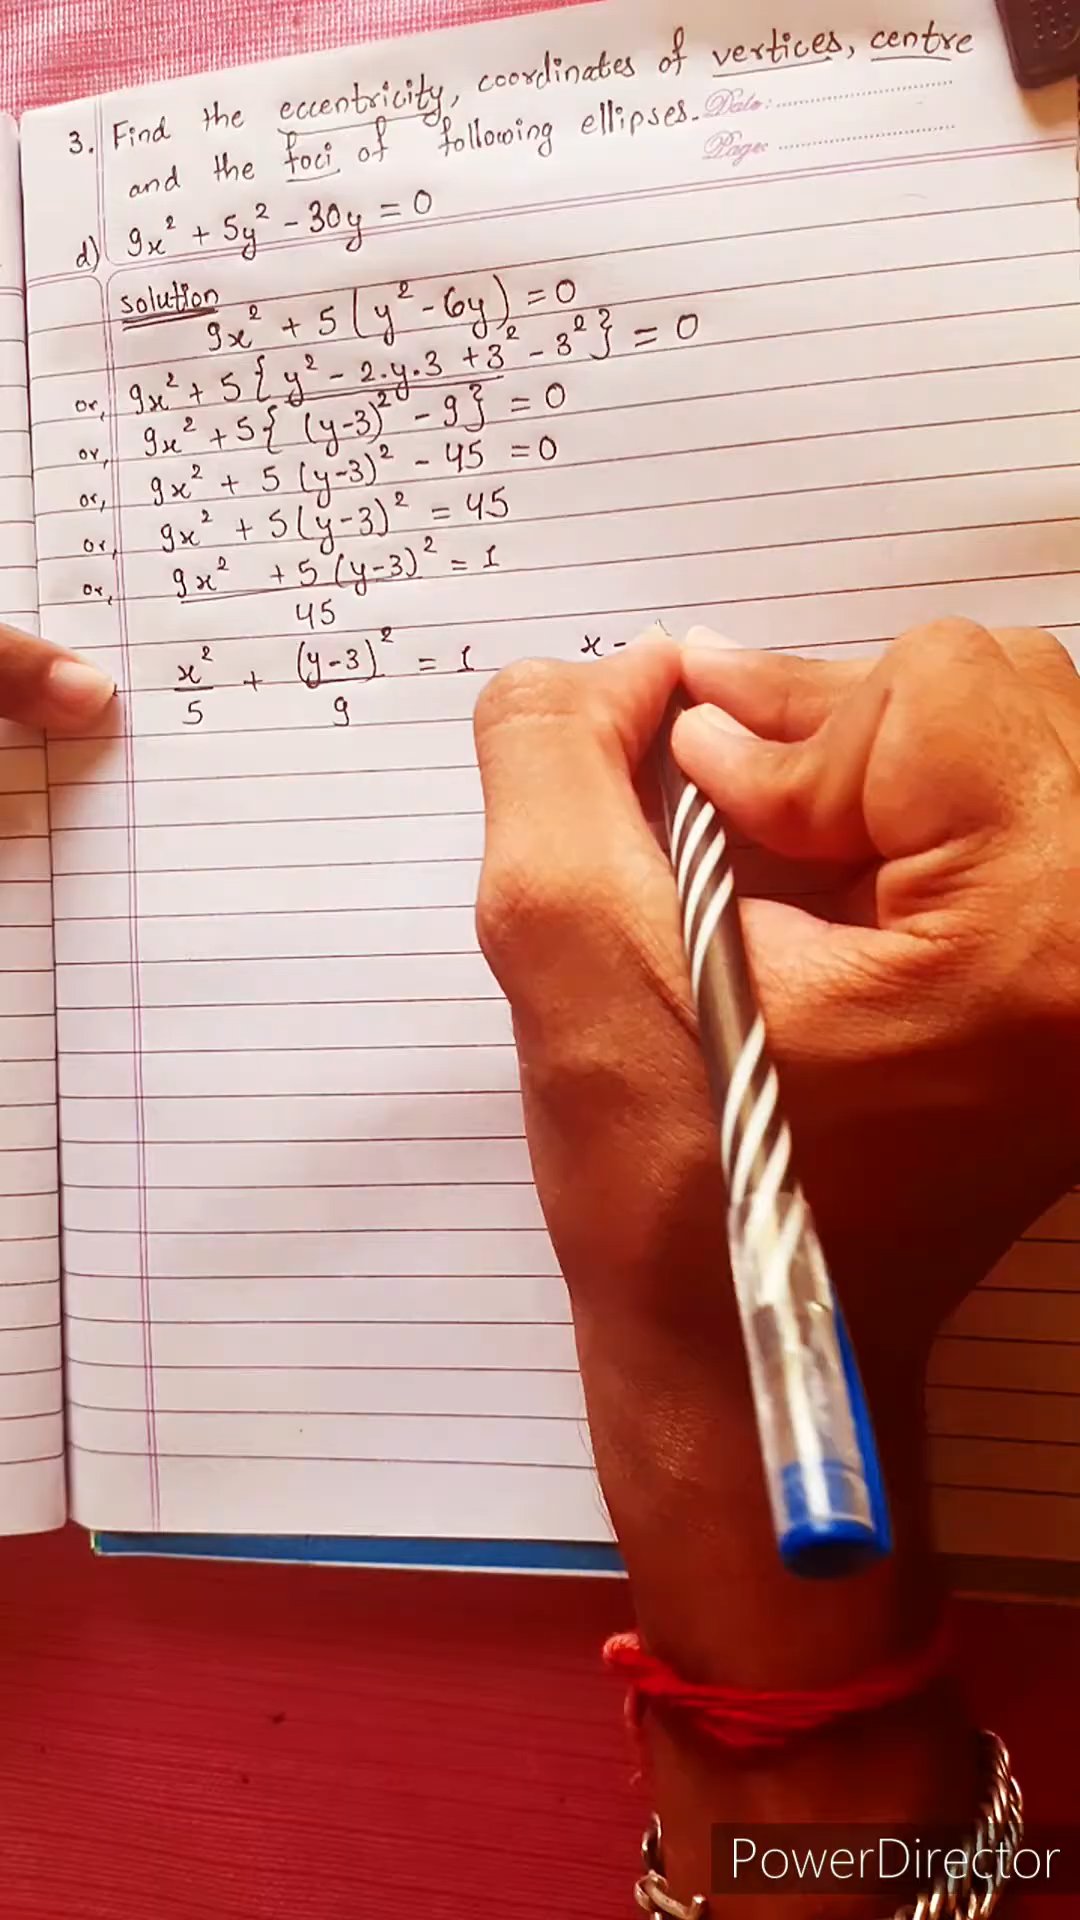 3. Find the eccentricity, coordinates of vertices, centre
and the foci of following ellipses.
Date: ..............................
Page: ..............................
d) 9x² + 5y² - 30y = 0
solution
9x² + 5(y² - 6y) = 0
or, 9x² + 5{y² - 2.y.3 + 3² - 3²} = 0
or, 9x² + 5{(y-3)² - 9} = 0
or, 9x² + 5(y-3)² - 45 = 0
or, 9x² + 5(y-3)² = 45
or, 9x² + 5(y-3)² = 1
45
x² + (y-3)² = 1 x -
5 9
PowerDirector